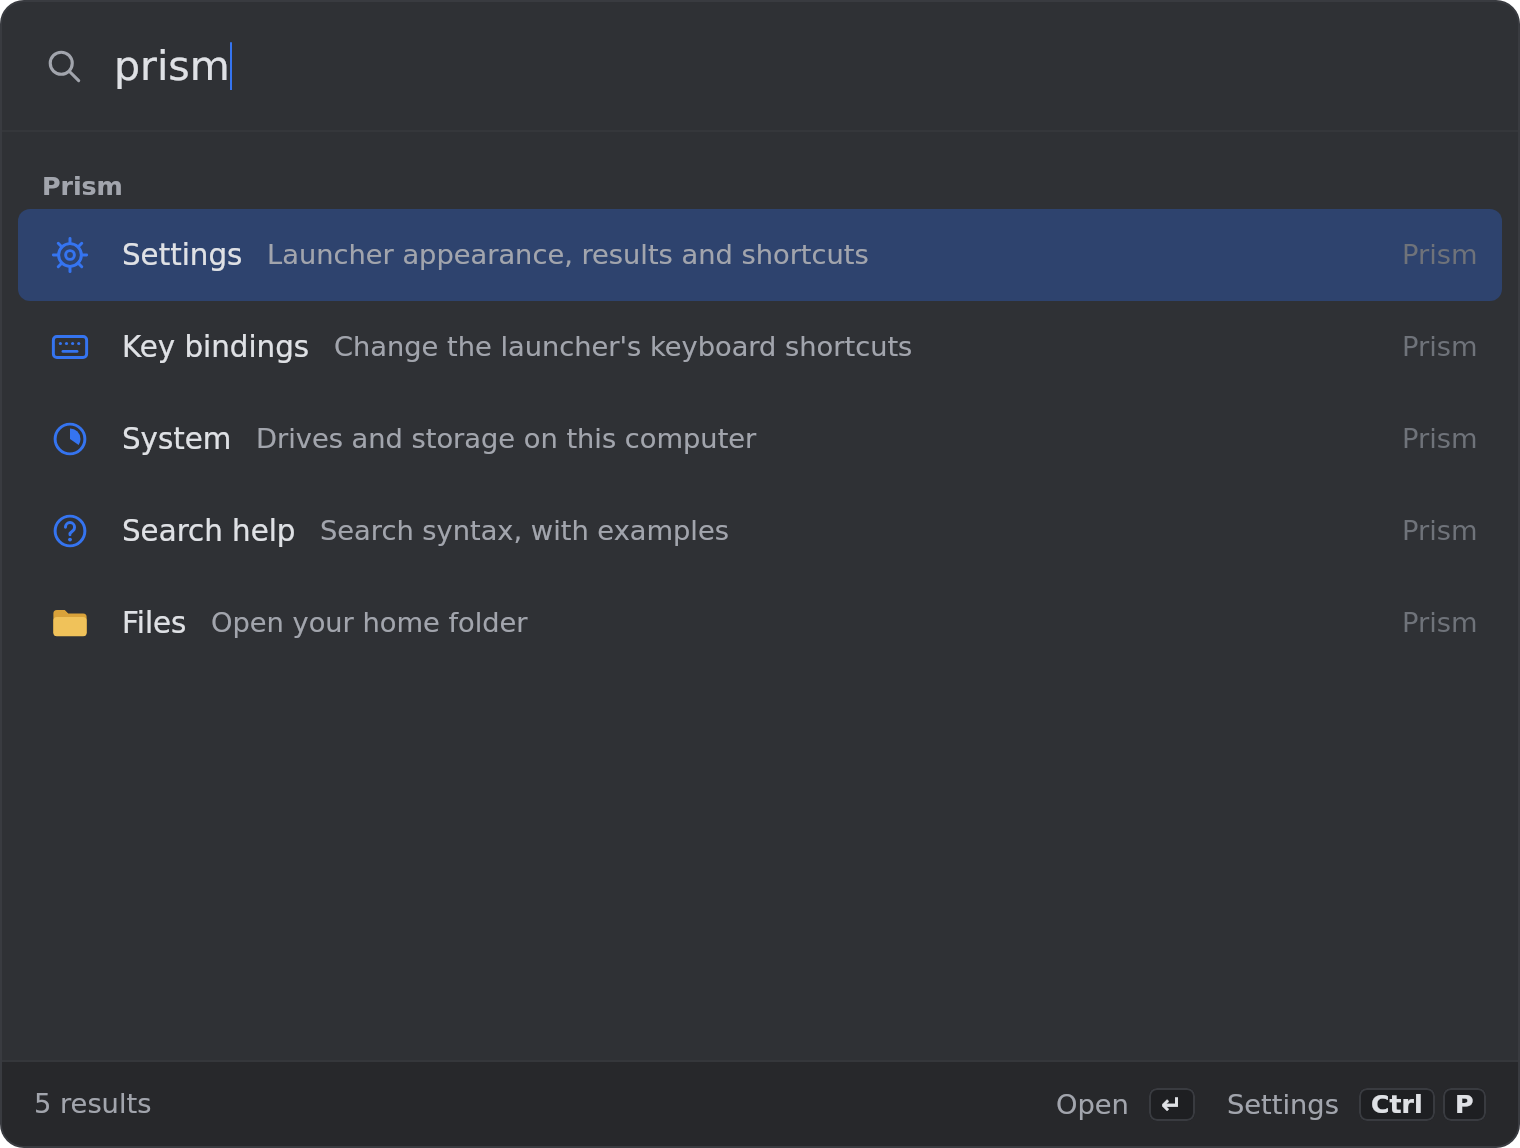 prism
Prism
Settings Launcher appearance, results and shortcuts Prism
Key bindings Change the launcher's keyboard shortcuts Prism
System Drives and storage on this computer Prism
Search help Search syntax, with examples Prism
Files Open your home folder Prism
5 results Open ↵ Settings Ctrl P